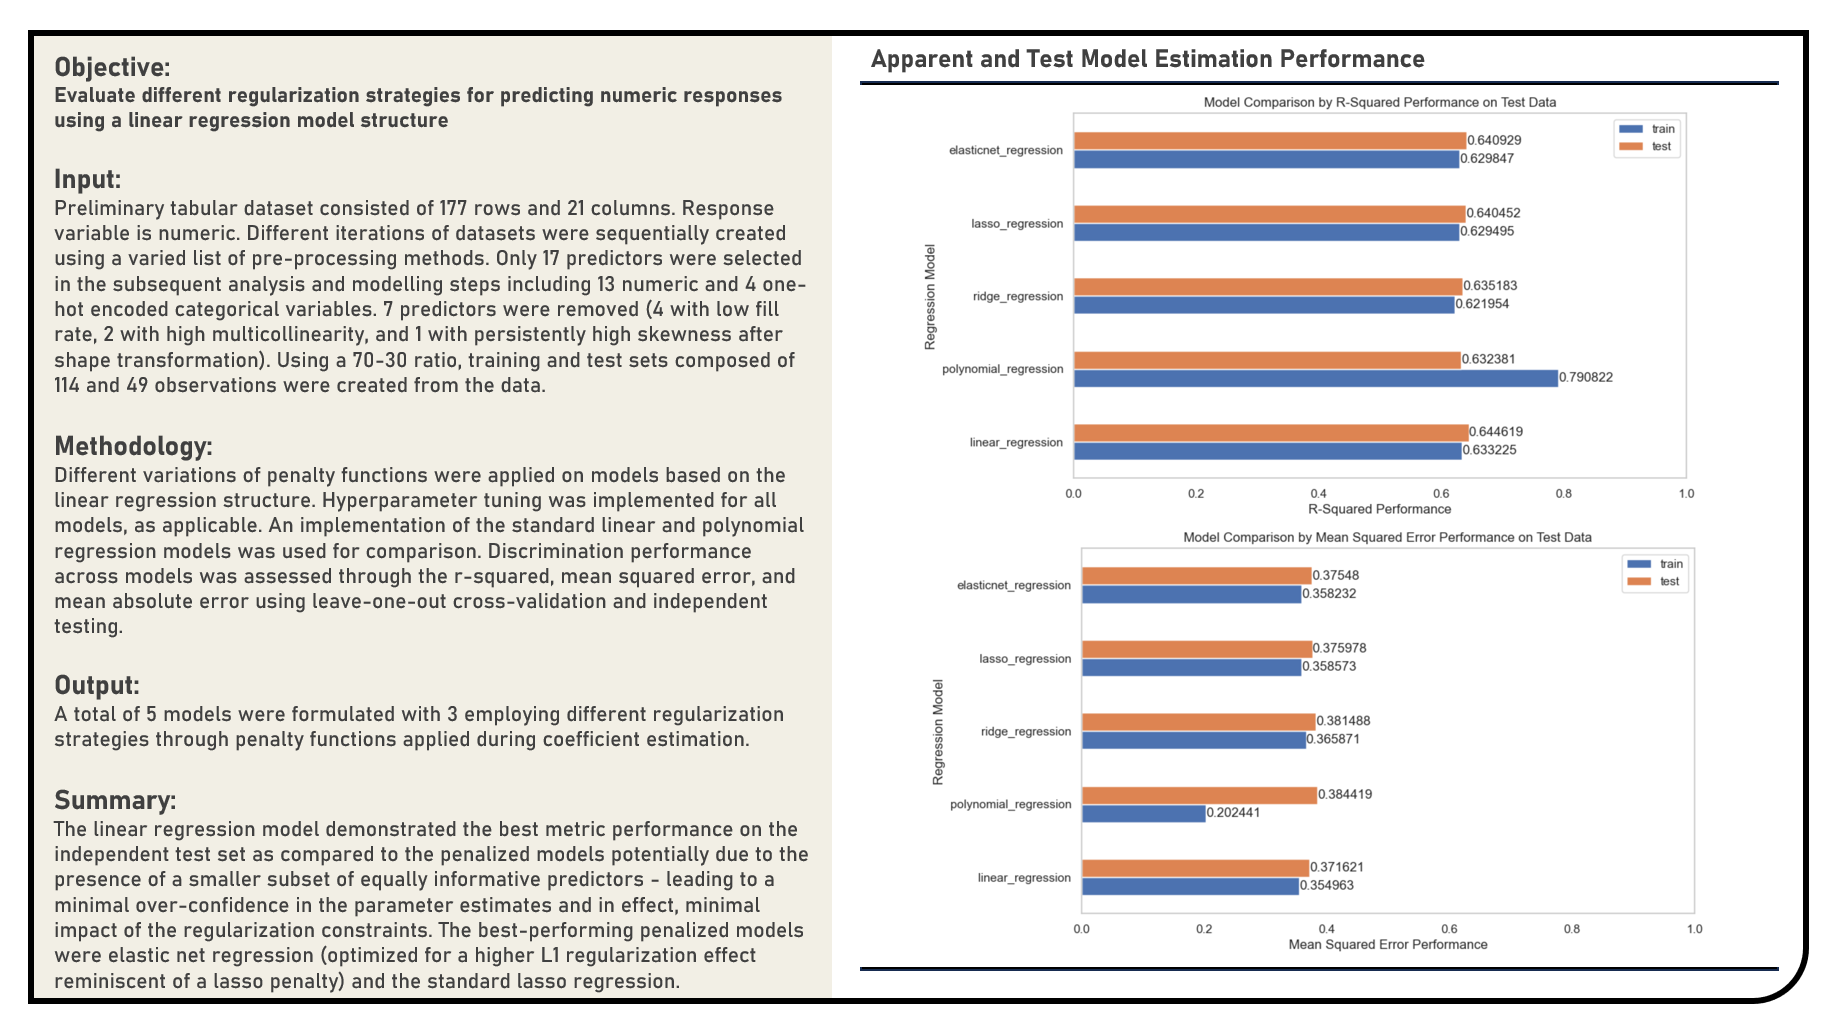 Objective:
Evaluate different regularization strategies for predicting numeric responses
using a linear regression model structure
Input:
Preliminary tabular dataset consisted of 177 rows and 21 columns. Response
variable is numeric. Different iterations of datasets were sequentially created
using a varied list of pre-processing methods. Only 17 predictors were selected
in the subsequent analysis and modelling steps including 13 numeric and 4 one-
hot encoded categorical variables. 7 predictors were removed (4 with low fill
rate, 2 with high multicollinearity, and 1 with persistently high skewness after
shape transformation). Using a 70-30 ratio, training and test sets composed of
114 and 49 observations were created from the data.
Methodology:
Different variations of penalty functions were applied on models based on the
linear regression structure. Hyperparameter tuning was implemented for all
models, as applicable. An implementation of the standard linear and polynomial
regression models was used for comparison. Discrimination performance
across models was assessed through the r-squared, mean squared error, and
mean absolute error using leave-one-out cross-validation and independent
testing.
Output:
A total of 5 models were formulated with 3 employing different regularization
strategies through penalty functions applied during coefficient estimation.
Summary:
The linear regression model demonstrated the best metric performance on the
independent test set as compared to the penalized models potentially due to the
presence of a smaller subset of equally informative predictors - leading to a
minimal over-confidence in the parameter estimates and in effect, minimal
impact of the regularization constraints. The best-performing penalized models
were elastic net regression (optimized for a higher L1 regularization effect
reminiscent of a lasso penalty) and the standard lasso regression.
Apparent and Test Model Estimation Performance
Model Comparison by R-Squared Performance on Test Data
train
test
Regression Model
elasticnet_regression
0.640929
0.629847
lasso_regression
0.640452
0.629495
ridge_regression
0.635183
0.621954
polynomial_regression
0.632381
0.790822
linear_regression
0.644619
0.633225
0.0 0.2 0.4 0.6 0.8 1.0
R-Squared Performance
Model Comparison by Mean Squared Error Performance on Test Data
train
test
Regression Model
elasticnet_regression
0.37548
0.358232
lasso_regression
0.375978
0.358573
ridge_regression
0.381488
0.365871
polynomial_regression
0.384419
0.202441
linear_regression
0.371621
0.354963
0.0 0.2 0.4 0.6 0.8 1.0
Mean Squared Error Performance